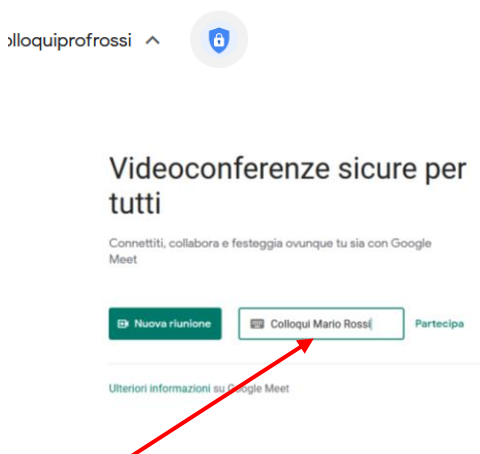 olloquiprofrossi
Videoconferenze sicure per
tutti
Connettiti, collabora e festeggia ovunque tu sia con Google
Meet
Nuova riunione
Colloqui Mario Rossi
Partecipa
Ulteriori informazioni su Google Meet